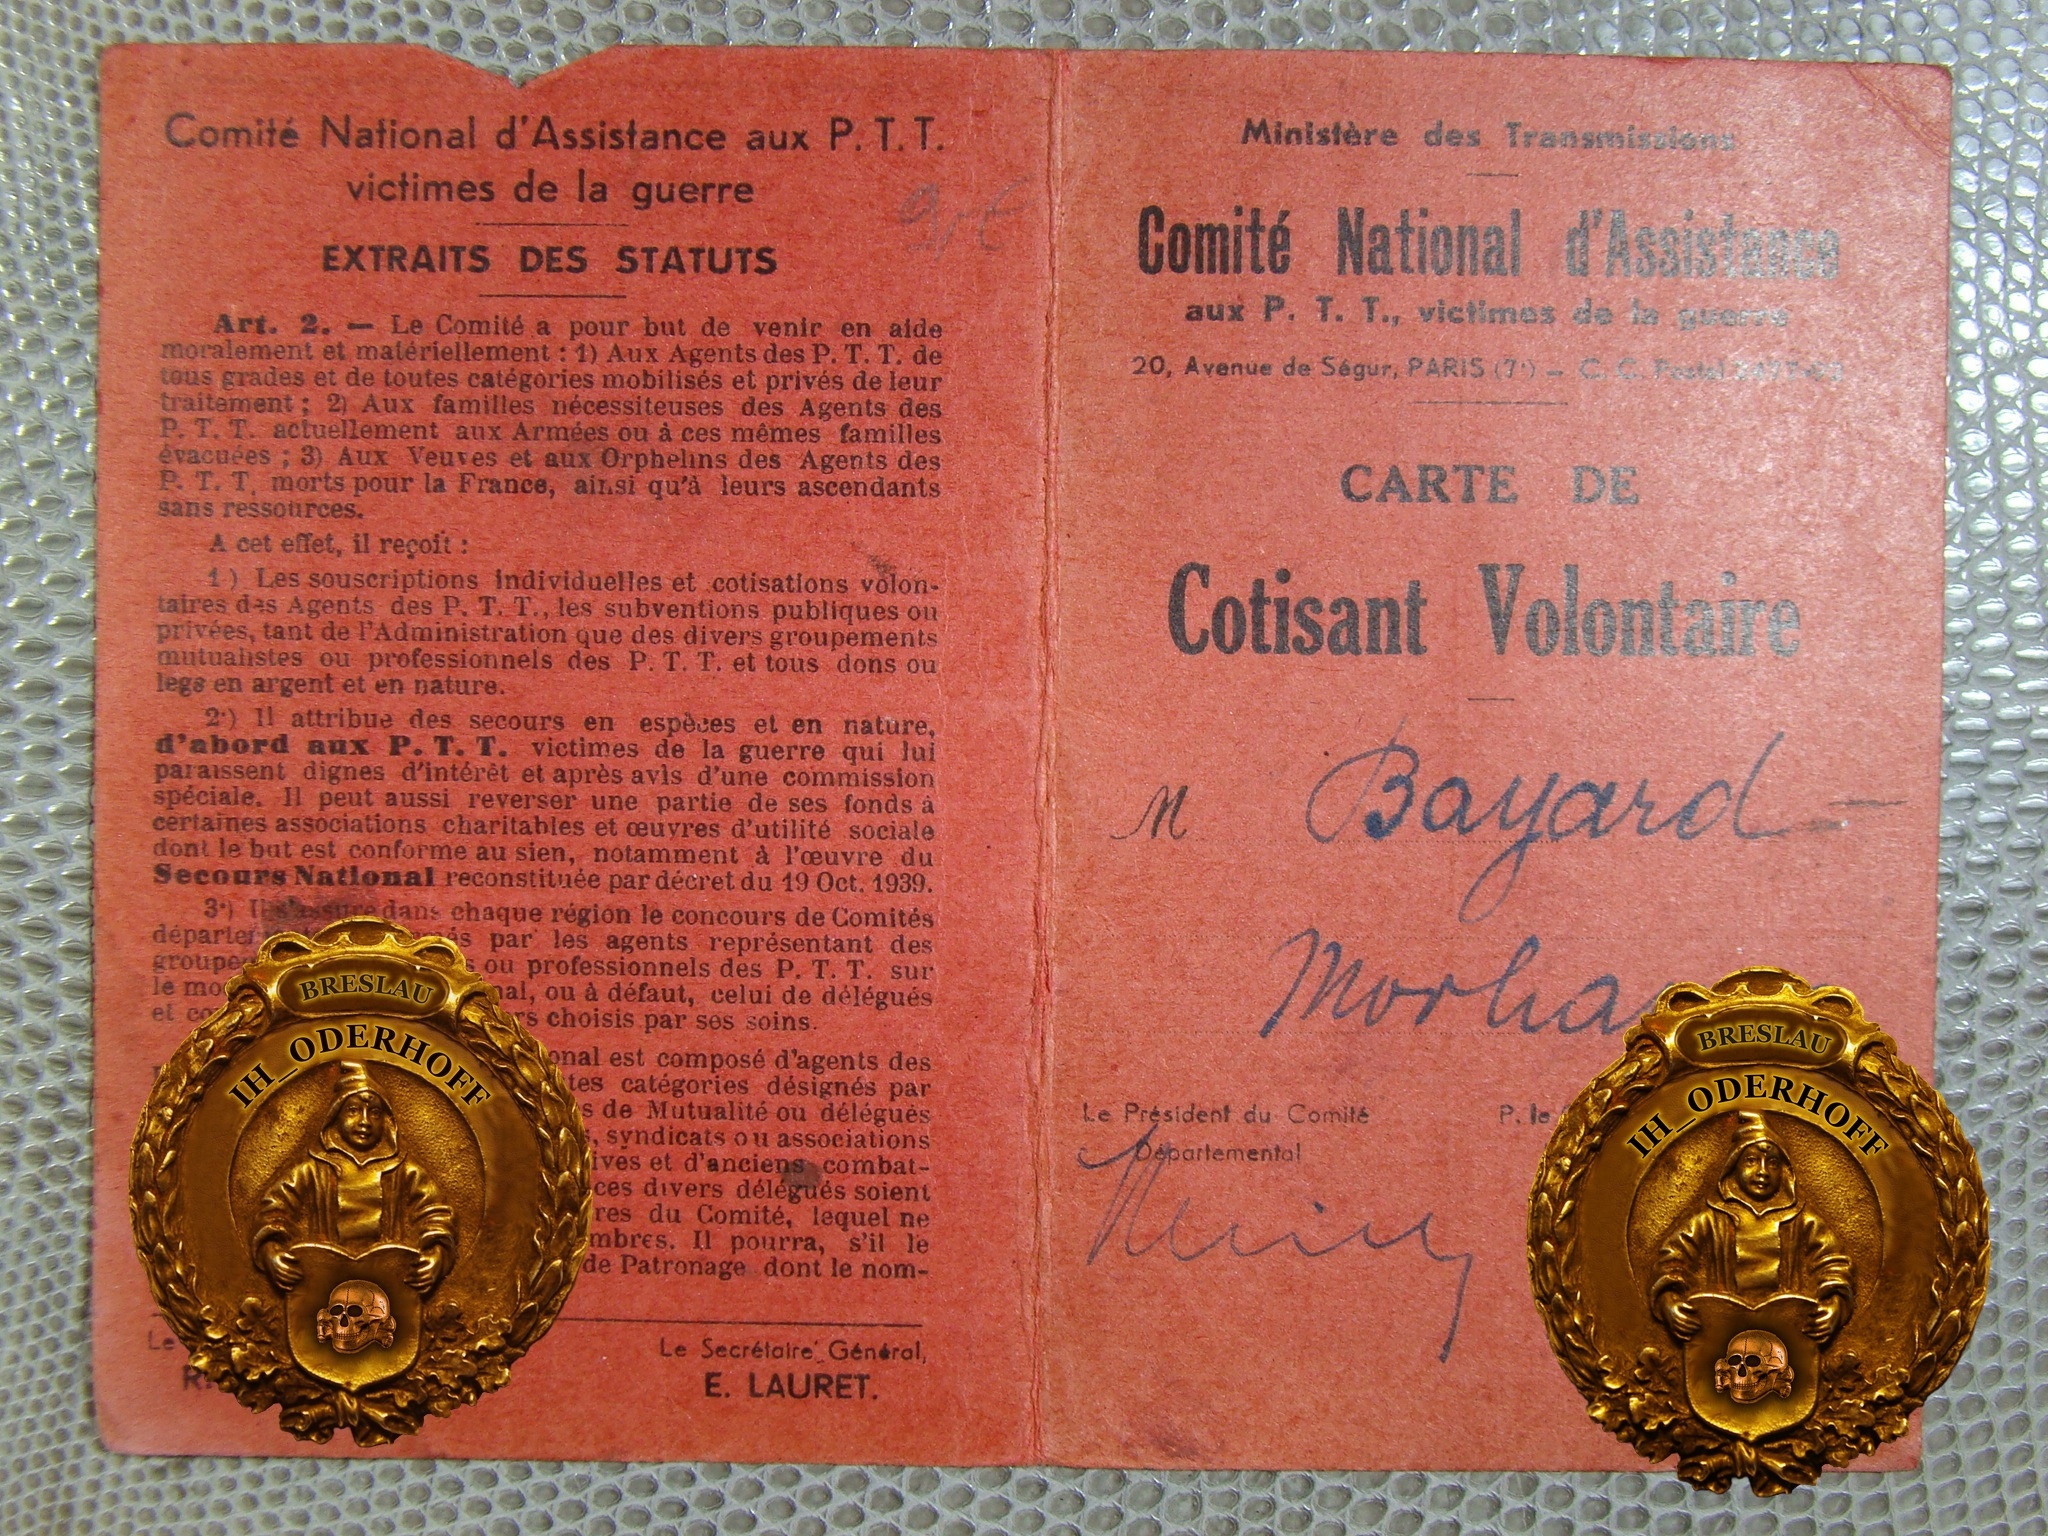 Comité National d'Assistance aux P. T. T.
victimes de la guerre
EXTRAITS DES STATUTS
Art. 2. — Le Comité a pour but de venir en aide
moralement et matériellement : 1) Aux Agents des P. T. T. de
tous grades et de toutes catégories mobilisés et privés de leur
traitement ; 2) Aux familles nécessiteuses des Agents des
P. T. T. actuellement aux Armées ou à ces mêmes familles
évacuées ; 3) Aux Veuves et aux Orphelins des Agents des
P. T. T. morts pour la France, ainsi qu'à leurs ascendants
sans ressources.
A cet effet, il reçoit :
1) Les souscriptions individuelles et cotisations volon-
taires des Agents des P. T. T., les subventions publiques ou
privées, tant de l'Administration que des divers groupements
mutualistes ou professionnels des P. T. T. et tous dons ou
legs en argent et en nature.
2°) Il attribue des secours en espèces et en nature,
d'abord aux P. T. T. victimes de la guerre qui lui
paraissent dignes d'intérêt et après avis d'une commission
spéciale. Il peut aussi reverser une partie de ses fonds à
certaines associations charitables et œuvres d'utilité sociale
dont le but est conforme au sien, notamment à l'œuvre du
Secours National reconstituée par décret du 19 Oct. 1939.
3°) Il s'assure dans chaque région le concours de Comités
par les agents représentant des
ou professionnels des P. T. T. sur
le ou à défaut, celui de délégués
et choisis par ses soins.
est composé d'agents des
catégories désignés par
de Mutualité ou délégués
syndicats ou associations
et d'anciens combat-
ces divers délégués soient
du Comité, lequel ne
Il pourra, s'il le
de Patronage dont le nom-
Le
Le Secrétaire Général,
E. LAURET.
BRESLAU
IH_ODERHOFF
Ministère des Transmissions
Comité National d'Assistance
aux P. T. T., victimes de la guerre
20, Avenue de Ségur, PARIS (7°) — C. C. Postal
CARTE DE
Cotisant Volontaire
M Bayard
Le Président du Comité
Départemental
P. le
BRESLAU
IH_ODERHOFF